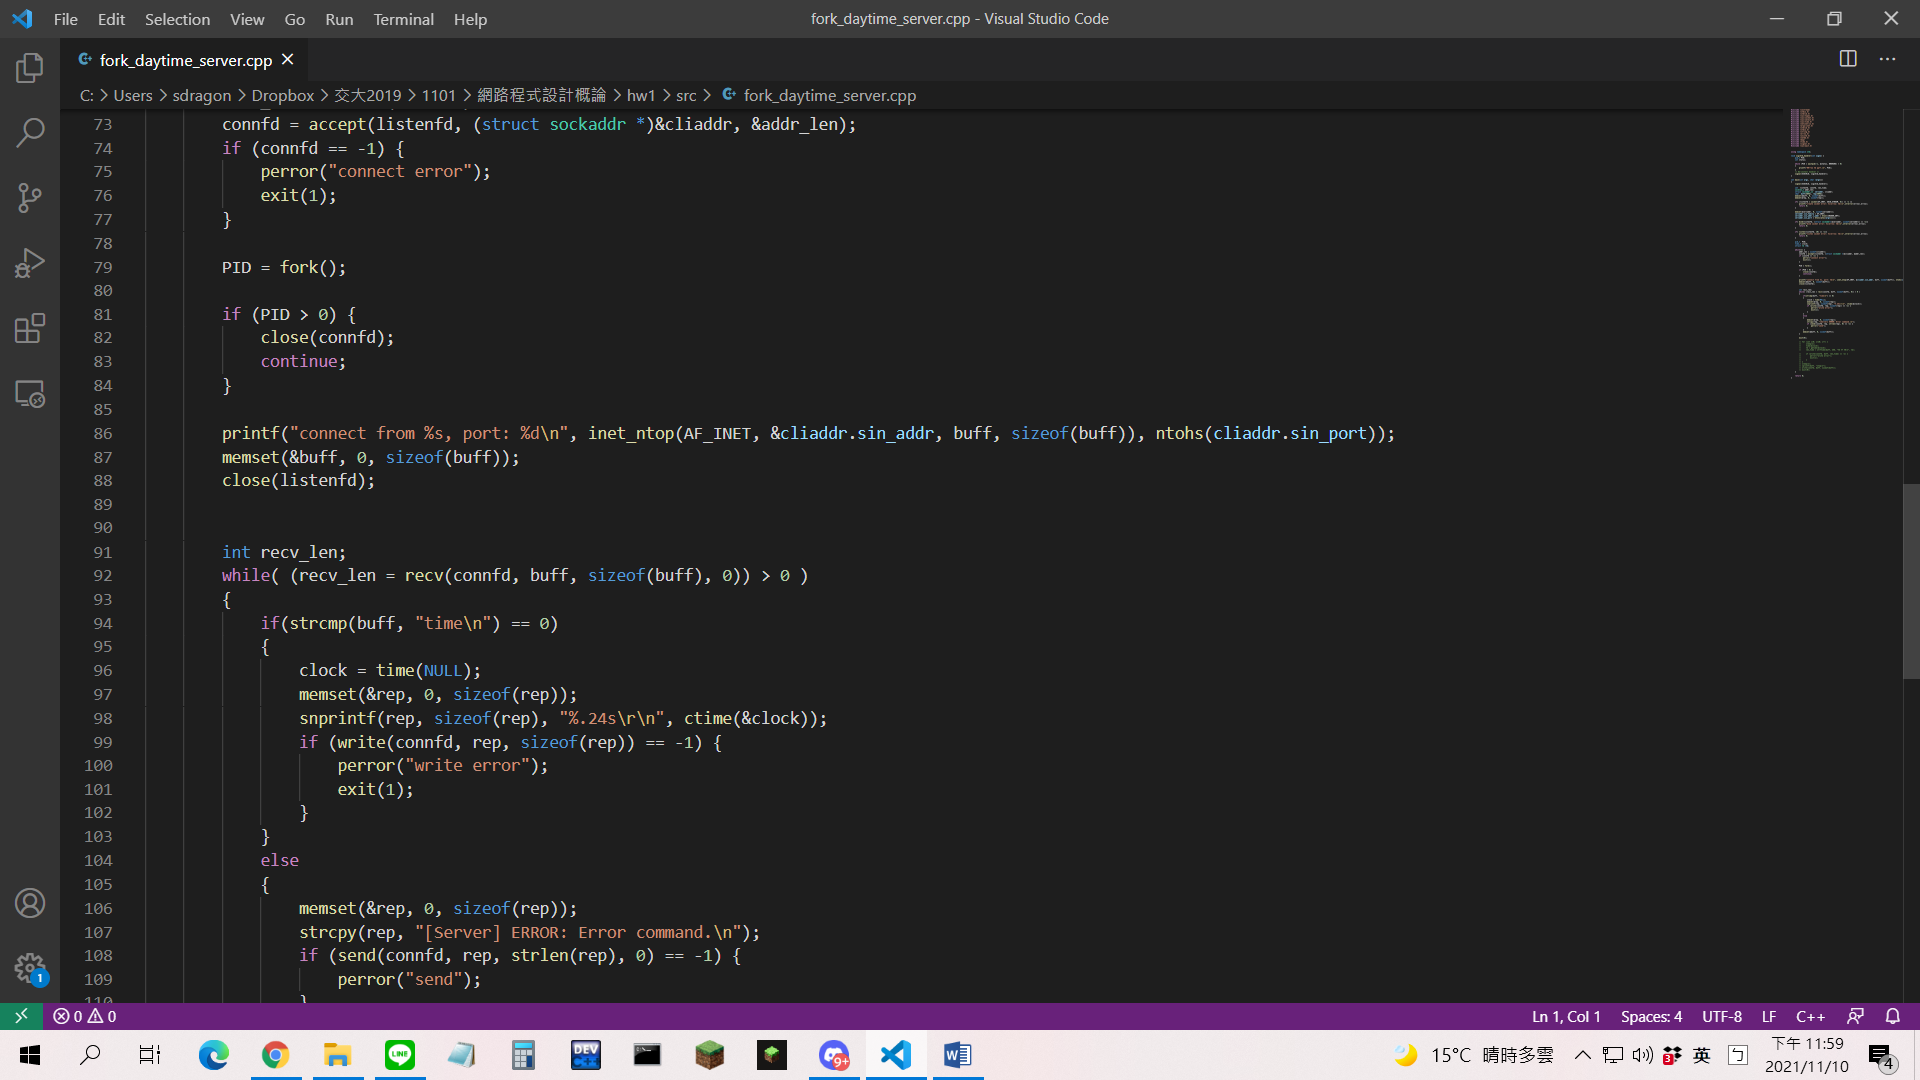 File Edit Selection View Go Run Terminal Help
fork_daytime_server.cpp - Visual Studio Code
fork_daytime_server.cpp
C: > Users > sdragon > Dropbox > 交大2019 > 1101 > 網路程式設計概論 > hw1 > src > fork_daytime_server.cpp
73 connfd = accept(listenfd, (struct sockaddr *)&cliaddr, &addr_len);
74 if (connfd == -1) {
75 perror("connect error");
76 exit(1);
77 }
78
79 PID = fork();
80
81 if (PID > 0) {
82 close(connfd);
83 continue;
84 }
85
86 printf("connect from %s, port: %d\n", inet_ntop(AF_INET, &cliaddr.sin_addr, buff, sizeof(buff)), ntohs(cliaddr.sin_port));
87 memset(&buff, 0, sizeof(buff));
88 close(listenfd);
89
90
91 int recv_len;
92 while( (recv_len = recv(connfd, buff, sizeof(buff), 0)) > 0 )
93 {
94 if(strcmp(buff, "time\n") == 0)
95 {
96 clock = time(NULL);
97 memset(&rep, 0, sizeof(rep));
98 snprintf(rep, sizeof(rep), "%.24s\r\n", ctime(&clock));
99 if (write(connfd, rep, sizeof(rep)) == -1) {
100 perror("write error");
101 exit(1);
102 }
103 }
104 else
105 {
106 memset(&rep, 0, sizeof(rep));
107 strcpy(rep, "[Server] ERROR: Error command.\n");
108 if (send(connfd, rep, strlen(rep), 0) == -1) {
109 perror("send");
110 }
1
0 0
Ln 1, Col 1 Spaces: 4 UTF-8 LF C++
DEV C++
LINE
9+
15°C 晴時多雲
3
英
ㄅ
下午 11:59
2021/11/10
4